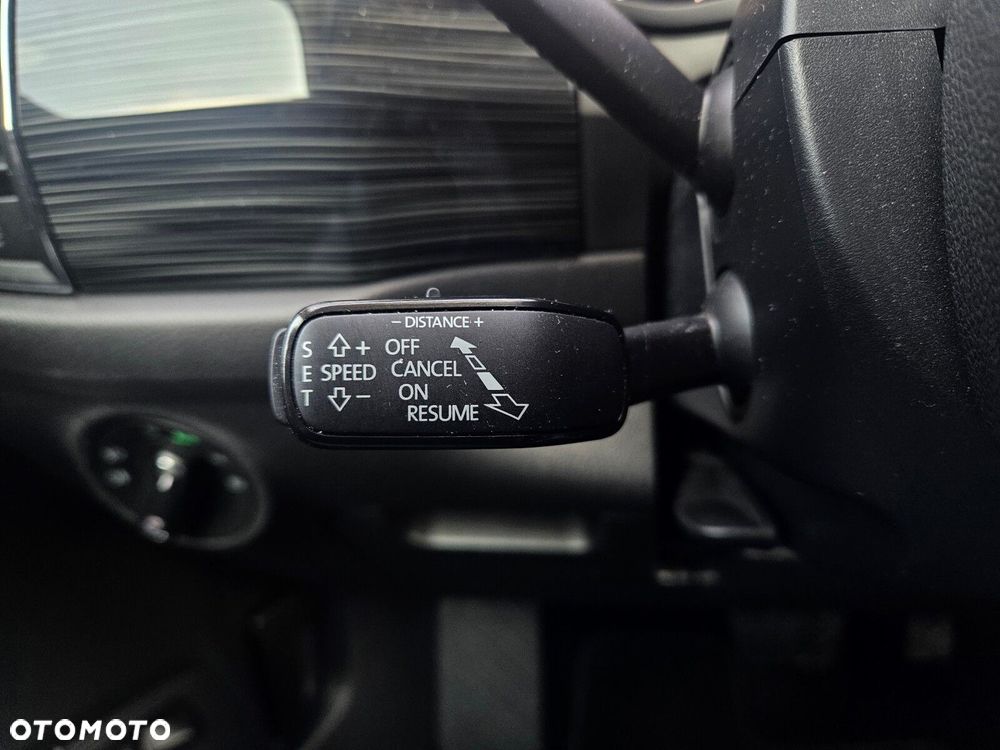 − DISTANCE +
S ⇧ + OFF
E SPEED CANCEL
T ⇩ − ON
RESUME
OTOMOTO